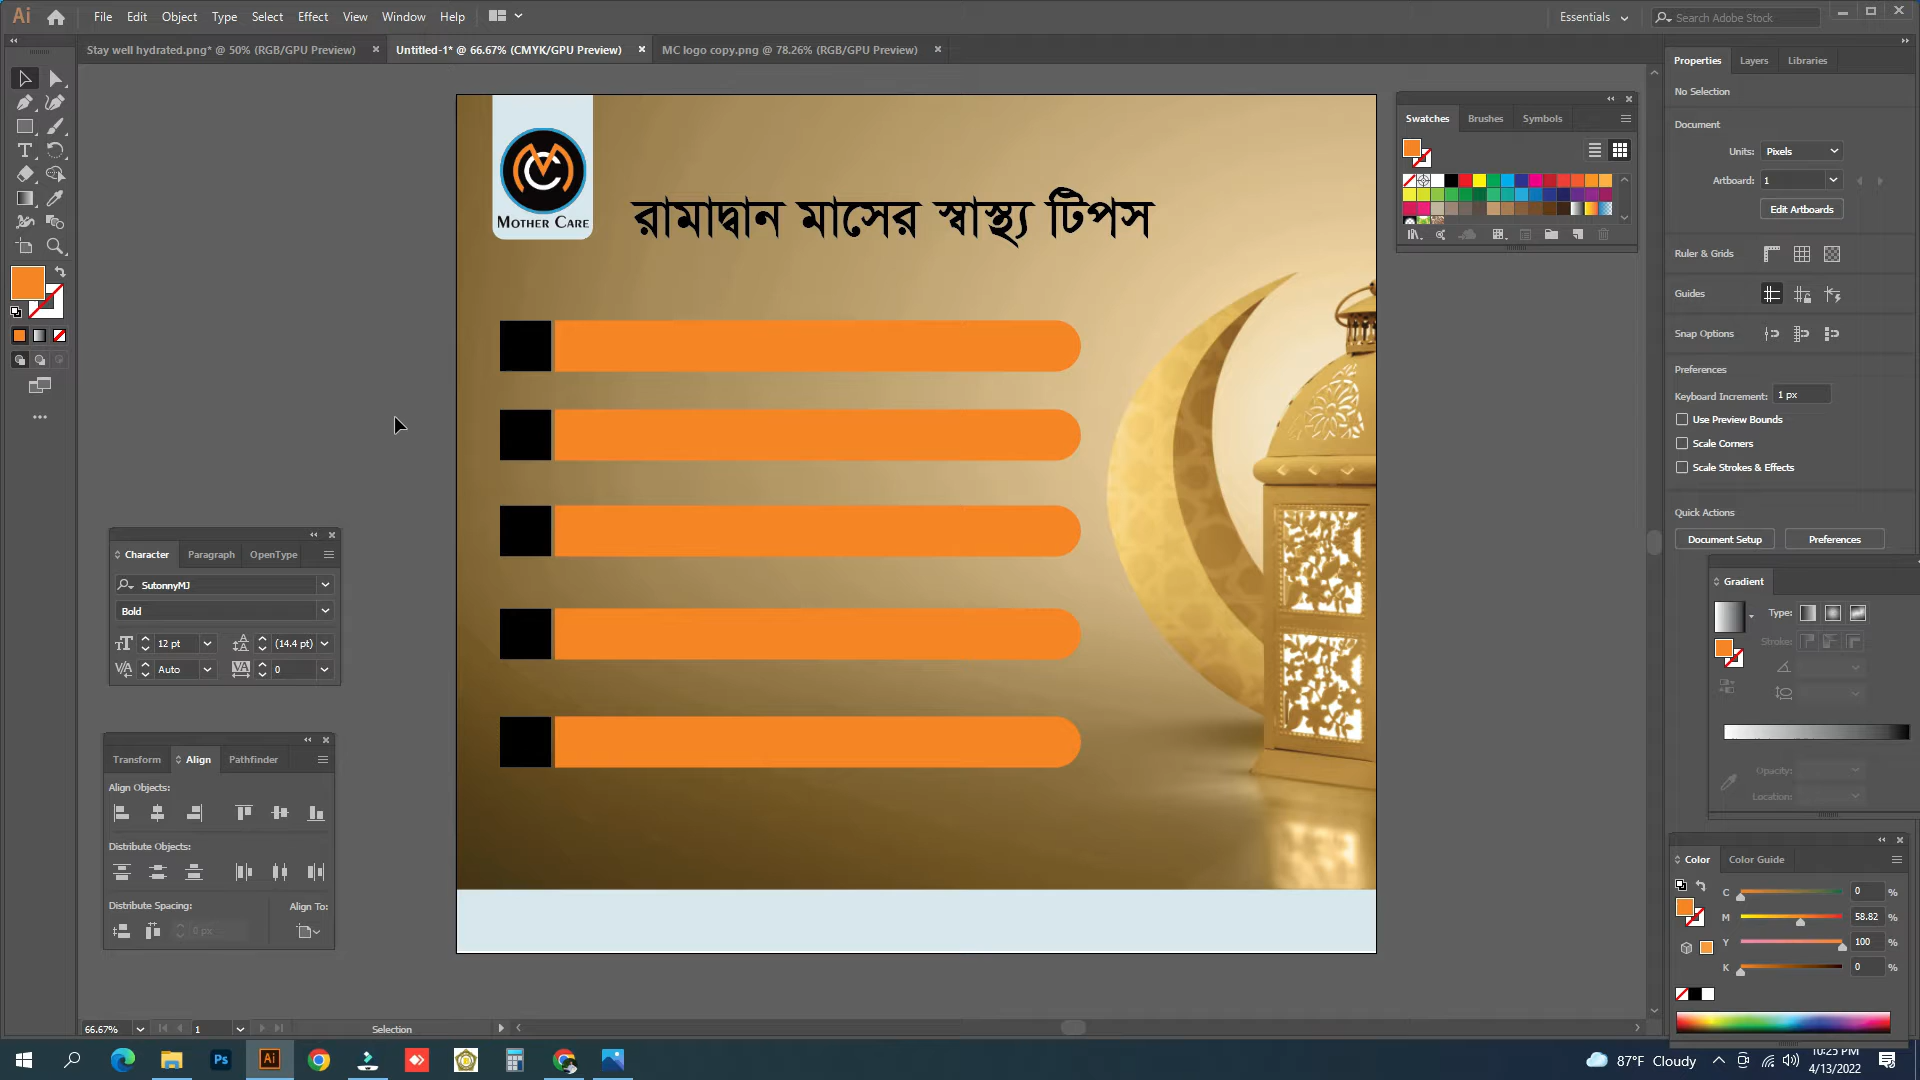 Ai File Edit Object Type Select Effect View Window Help Essentials Search Adobe Stock
Stay well hydrated.png* @ 50% (RGB/GPU Preview) Untitled-1* @ 66.67% (CMYK/GPU Preview) MC logo copy.png @ 78.26% (RGB/GPU Preview)
Properties Layers Libraries
No Selection
Document
Units: Pixels
Artboard: 1
Edit Artboards
Ruler & Grids
Guides
Snap Options
Preferences
Keyboard Increment: 1 px
Use Preview Bounds
Scale Corners
Scale Strokes & Effects
Quick Actions
Document Setup Preferences
Swatches Brushes Symbols
MOTHER CARE
রামাদ্বান মাসের স্বাস্থ্য টিপস
Character Paragraph OpenType
SutonnyMJ
Bold
12 pt (14.4 pt)
Auto 0
Transform Align Pathfinder
Align Objects:
Distribute Objects:
Distribute Spacing: Align To:
0 px
Gradient
Type:
Stroke:
Opacity:
Location:
Color Color Guide
C 0 %
M 58.82 %
Y 100 %
K 0 %
66.67% 1 Selection
Ps Ai
87°F Cloudy
10:25 PM
4/13/2022